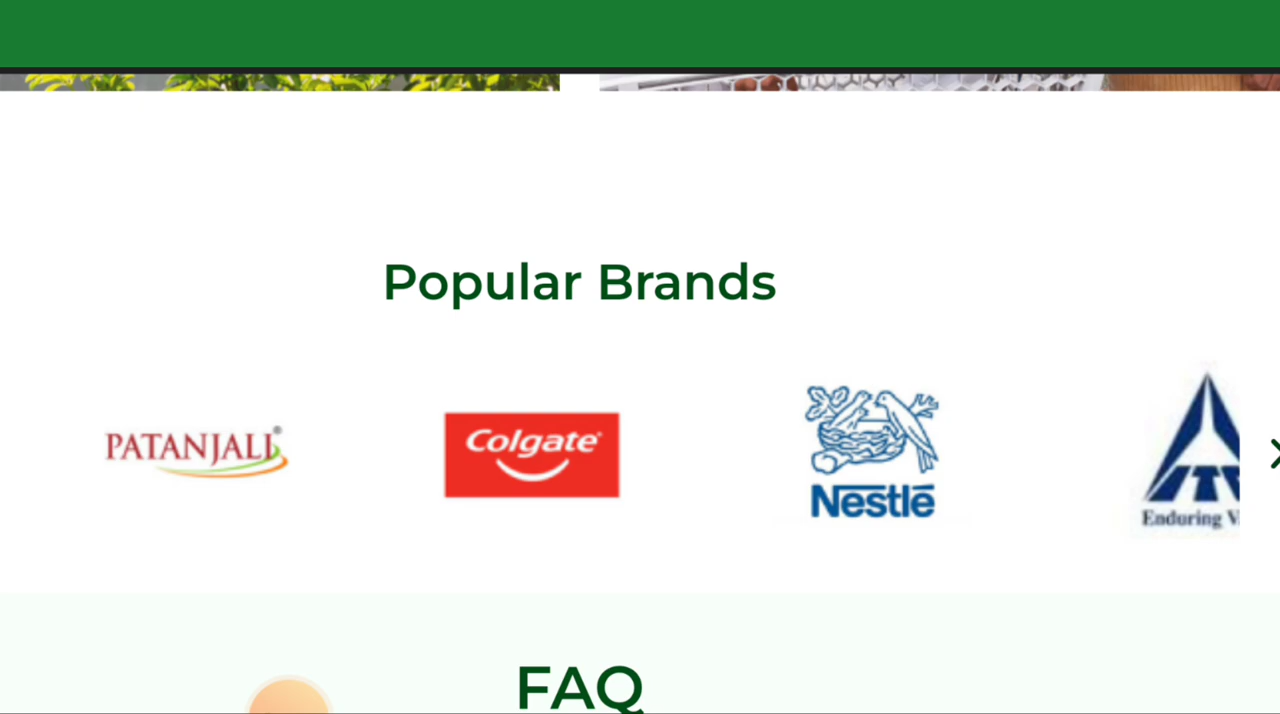 Popular Brands
PATANJALI®
Colgate®
Nestlé
Enduring
FAQ